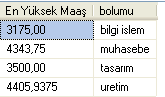 En Yüksek Maaş bolumu
3175,00 bilgi islem
4343,75 muhasebe
3500,00 tasarım
4405,9375 uretim